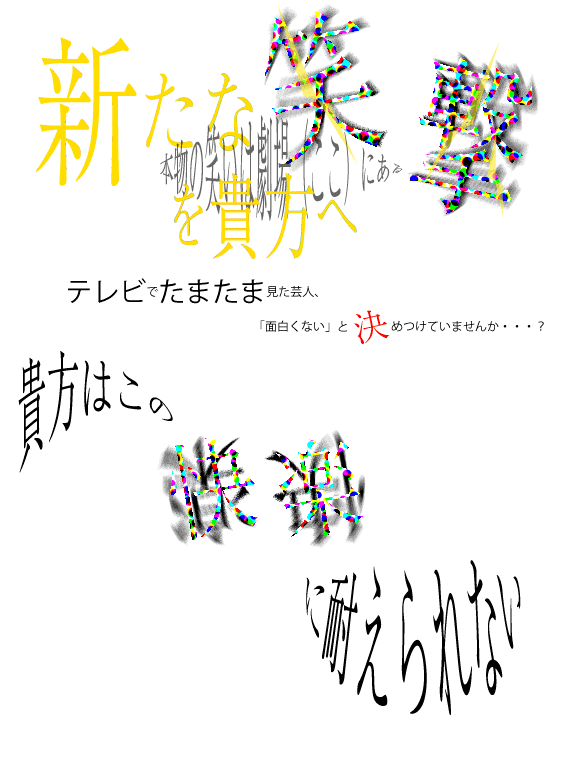 新たな笑撃
本物の笑いは劇場（ここ）にある
を貴方へ
テレビでたまたま見た芸人、
「面白くない」と決めつけていませんか・・・？
貴方はこの
快楽
に耐えられない